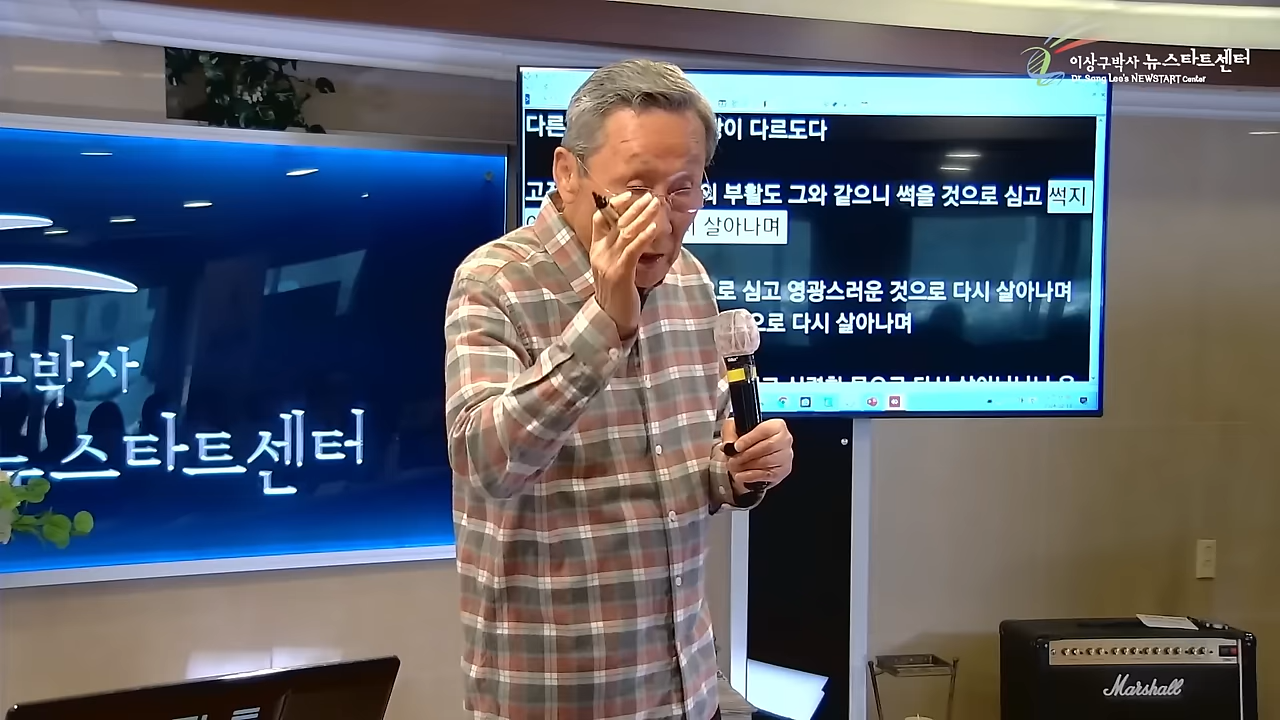 이상구박사 뉴스타트센터
Dr. Sang Lee's NEWSTART Center
다른 이 다르도다
부활도 그와 같으니 썩을 것으로 심고 썩지
살아나며
로 심고 영광스러운 것으로 다시 살아나며
으로 다시 살아나며
구박사
뉴스타트센터
Marshall